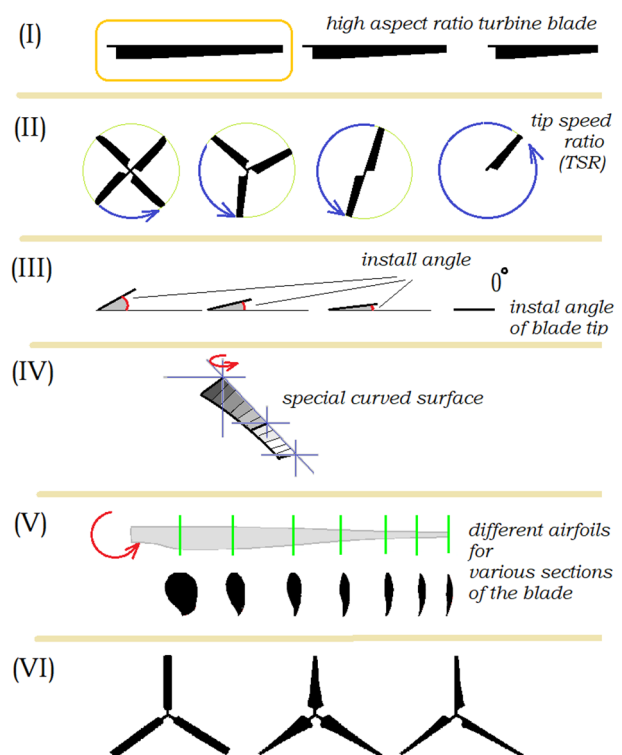 (I)
high aspect ratio turbine blade
(II)
tip speed
ratio
(TSR)
(III)
install angle
0°
instal angle
of blade tip
(IV)
special curved surface
(V)
different airfoils
for
various sections
of the blade
(VI)